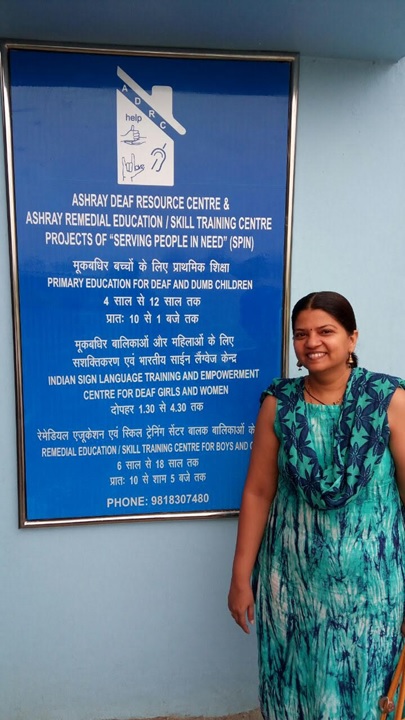 A D R C
help
ASHRAY DEAF RESOURCE CENTRE &
ASHRAY REMEDIAL EDUCATION / SKILL TRAINING CENTRE
PROJECTS OF "SERVING PEOPLE IN NEED" (SPIN)
मूकबधिर बच्चों के लिए प्राथमिक शिक्षा
PRIMARY EDUCATION FOR DEAF AND DUMB CHILDREN
4 साल से 12 साल तक
प्रातः 10 से 1 बजे तक
मूकबधिर बालिकाओं और महिलाओं के लिए
सशक्तिकरण एवं भारतीय साईन लैंग्वेज केन्द्र
INDIAN SIGN LANGUAGE TRAINING AND EMPOWERMENT
CENTRE FOR DEAF GIRLS AND WOMEN
दोपहर 1.30 से 4.30 तक
रेमेडियल एजूकेशन एवं स्किल ट्रेनिंग सेंटर बालक बालिकाओं के
REMEDIAL EDUCATION / SKILL TRAINING CENTRE FOR BOYS AND
6 साल से 18 साल तक
प्रातः 10 से शाम 5 बजे तक
PHONE: 9818307480